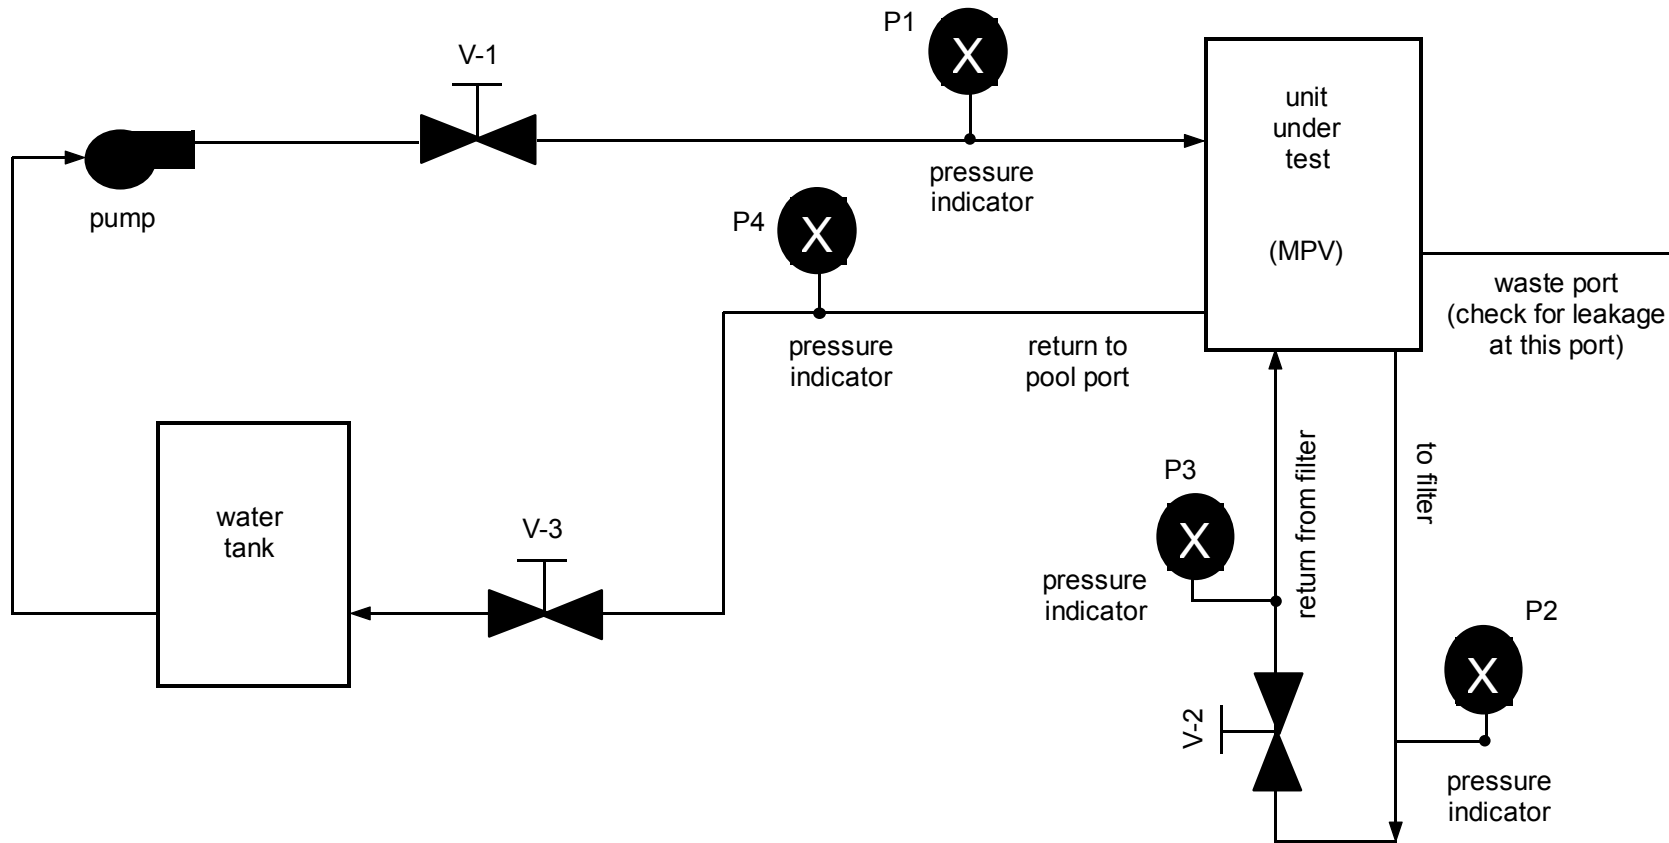 P1
X
V-1
unit
under
test
pump
pressure
indicator
P4
X
(MPV)
waste port
(check for leakage
at this port)
pressure
indicator
return to
pool port
return from filter
to filter
P3
X
water
tank
V-3
pressure
indicator
P2
X
V-2
pressure
indicator